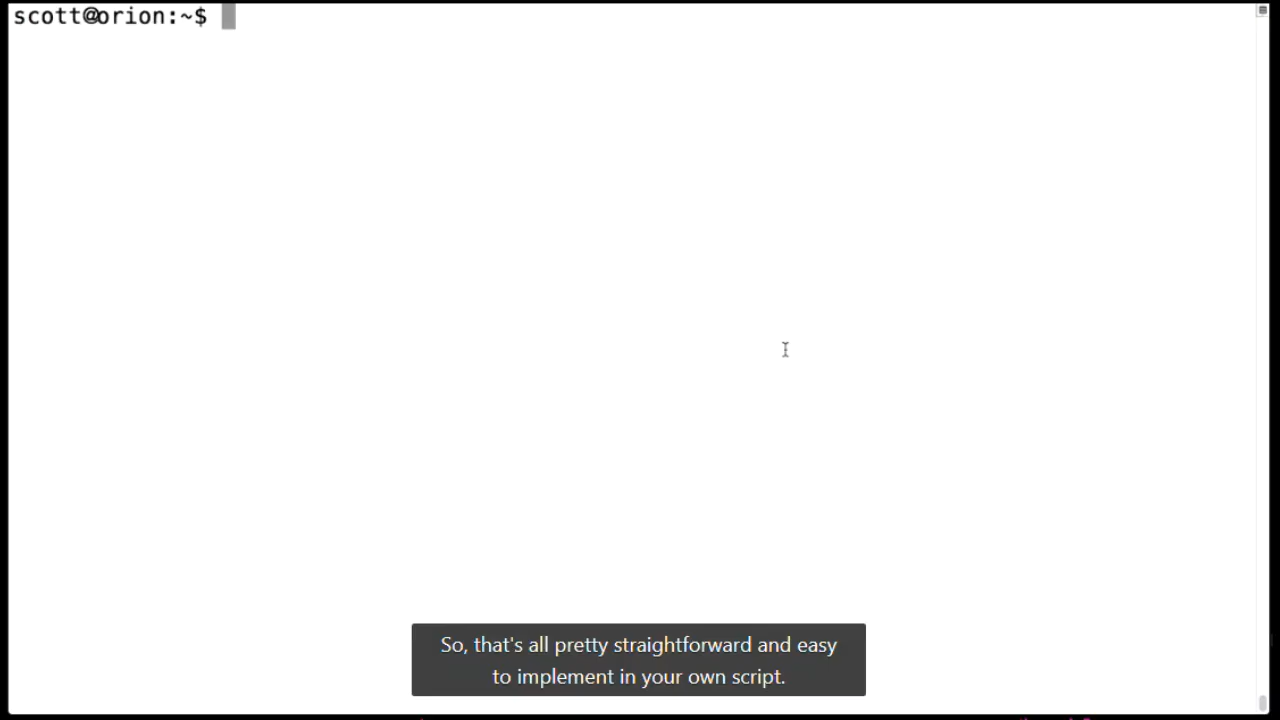 scott@orion:~$
So, that's all pretty straightforward and easy
to implement in your own script.